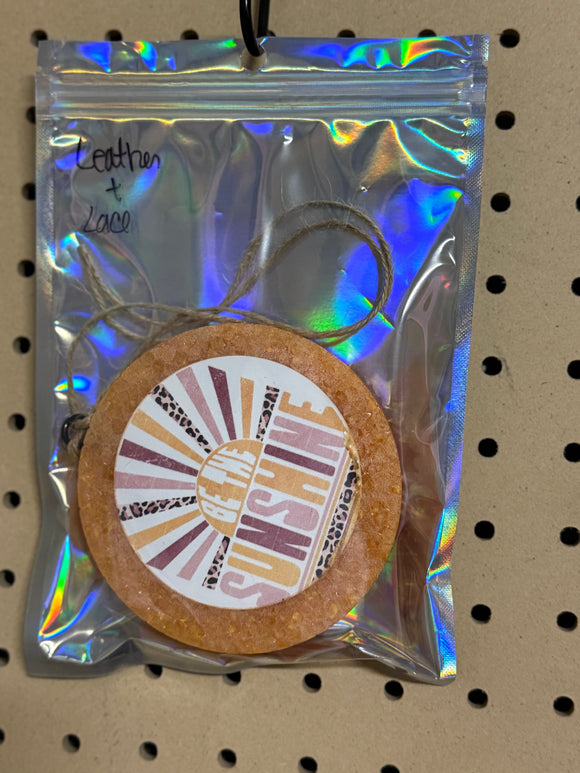 Leather
+
Lace
BE THE
SUNSHINE